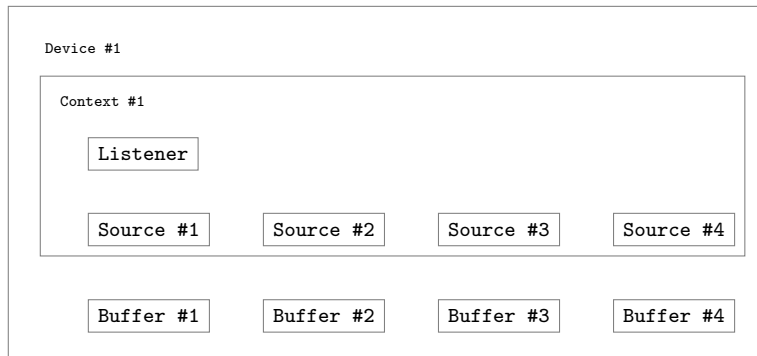 Device #1
Context #1
Listener
Source #1 Source #2 Source #3 Source #4
Buffer #1 Buffer #2 Buffer #3 Buffer #4